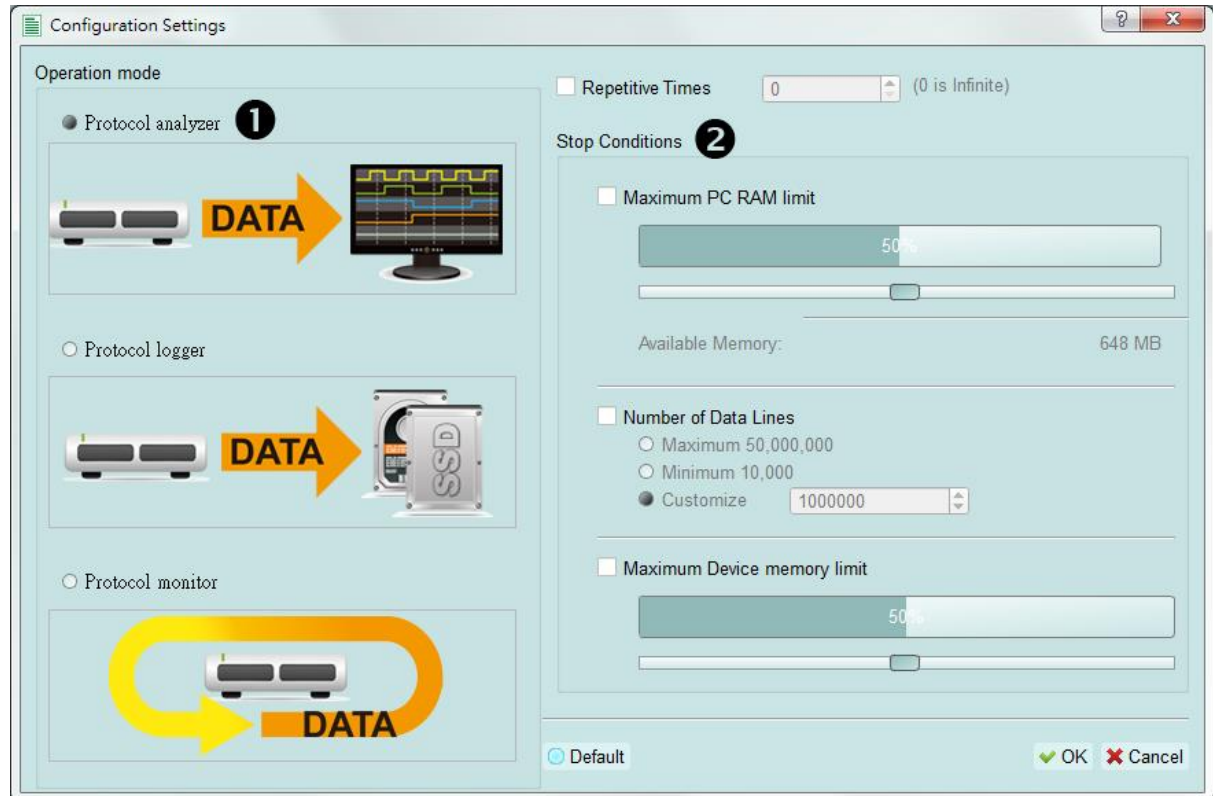 Configuration Settings
?
X
Operation mode
Protocol analyzer 1
DATA
Protocol logger
DATA
SSD
Protocol monitor
DATA
Repetitive Times 0 (0 is Infinite)
Stop Conditions 2
Maximum PC RAM limit
50%
Available Memory: 648 MB
Number of Data Lines
Maximum 50,000,000
Minimum 10,000
Customize 1000000
Maximum Device memory limit
50%
Default
OK
Cancel